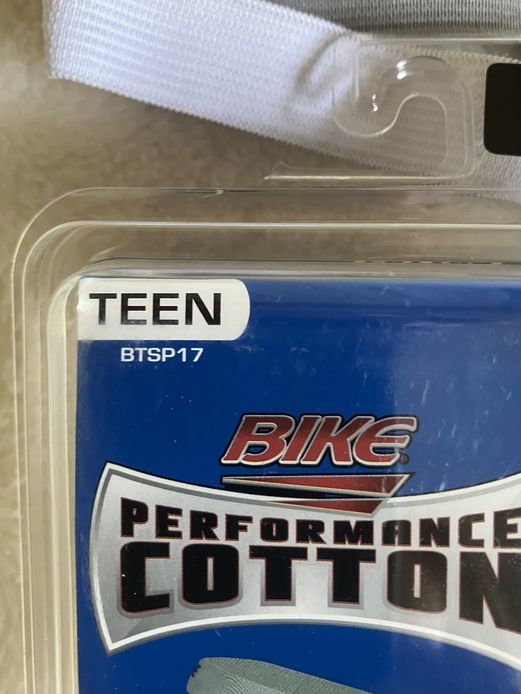 TEEN
BTSP17
BIKE
PERFORMANCE
COTTON